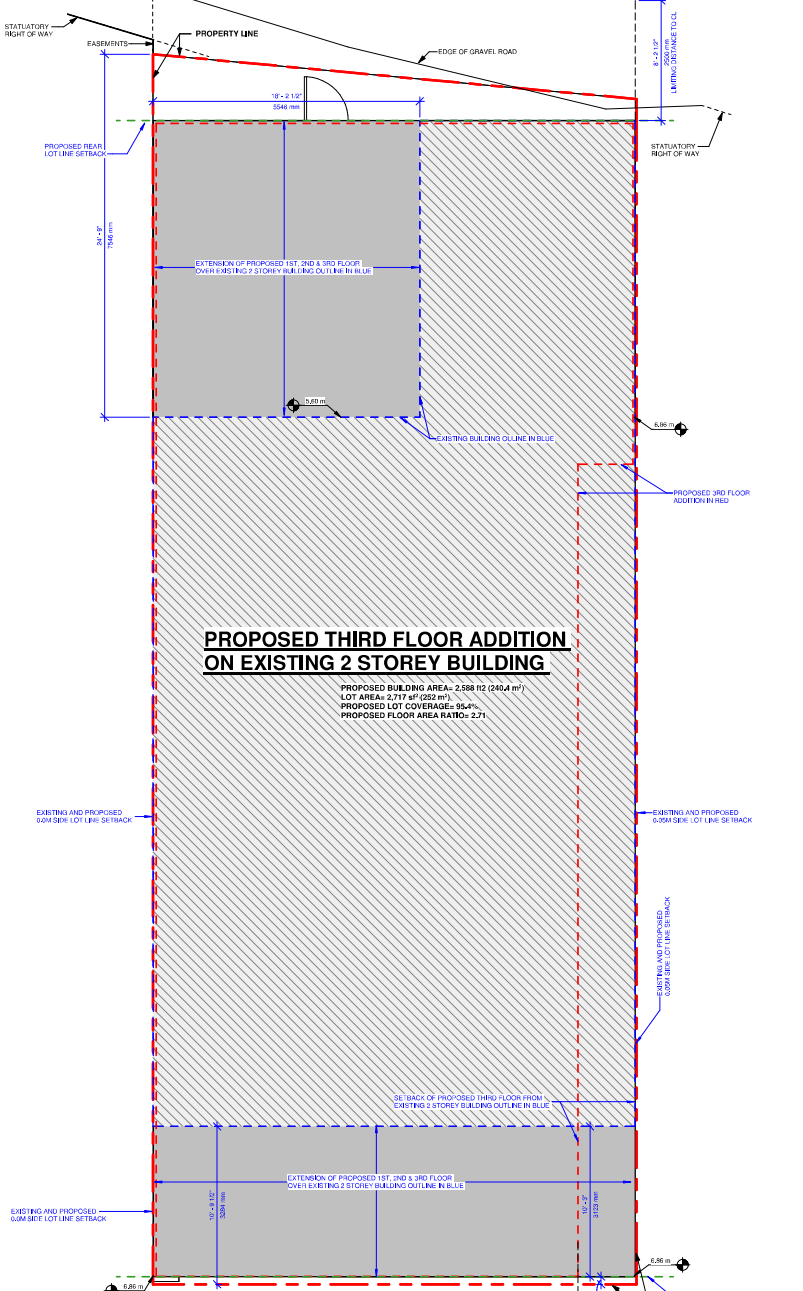 STATUATORY
RIGHT OF WAY
PROPERTY LINE
EASEMENTS
EDGE OF GRAVEL ROAD
8'- 2 1/2"
2500 mm
LIMITING DISTANCE TO CL
18'- 2 1/2"
5546 mm
PROPOSED REAR
LOT LINE SETBACK
STATUATORY
RIGHT OF WAY
24'- 9"
7546 mm
EXTENSION OF PROPOSED 1ST, 2ND & 3RD FLOOR
OVER EXISTING 2 STOREY BUILDING OUTLINE IN BLUE
5.60 m
6.86 m
EXISTING BUILDING OULINE IN BLUE
PROPOSED 3RD FLOOR
ADDITION IN RED
PROPOSED THIRD FLOOR ADDITION
ON EXISTING 2 STOREY BUILDING
PROPOSED BUILDING AREA= 2,588 ft2 (240.4 m²)
LOT AREA= 2,717 sf² (252 m²)
PROPOSED LOT COVERAGE= 95.4%
PROPOSED FLOOR AREA RATIO= 2.71
EXISTING AND PROPOSED
0.0M SIDE LOT LINE SETBACK
EXISTING AND PROPOSED
0.05M SIDE LOT LINE SETBACK
EXISTING AND PROPOSED
0.05M SIDE LOT LINE SETBACK
SETBACK OF PROPOSED THIRD FLOOR FROM
EXISTING 2 STOREY BUILDING OUTLINE IN BLUE
EXTENSION OF PROPOSED 1ST, 2ND & 3RD FLOOR
OVER EXISTING 2 STOREY BUILDING OUTLINE IN BLUE
10'- 9 1/2"
3284 mm
10'- 3"
3123 mm
EXISTING AND PROPOSED
0.0M SIDE LOT LINE SETBACK
6.86 m
6.86 m